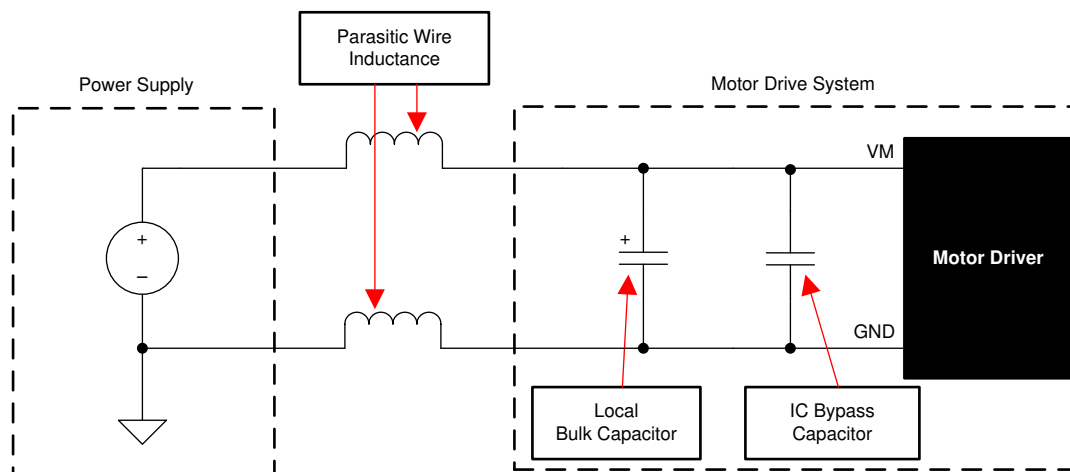 Parasitic Wire
Inductance
Power Supply
Motor Drive System
VM
+
–
+
Motor Driver
GND
Local
Bulk Capacitor
IC Bypass
Capacitor